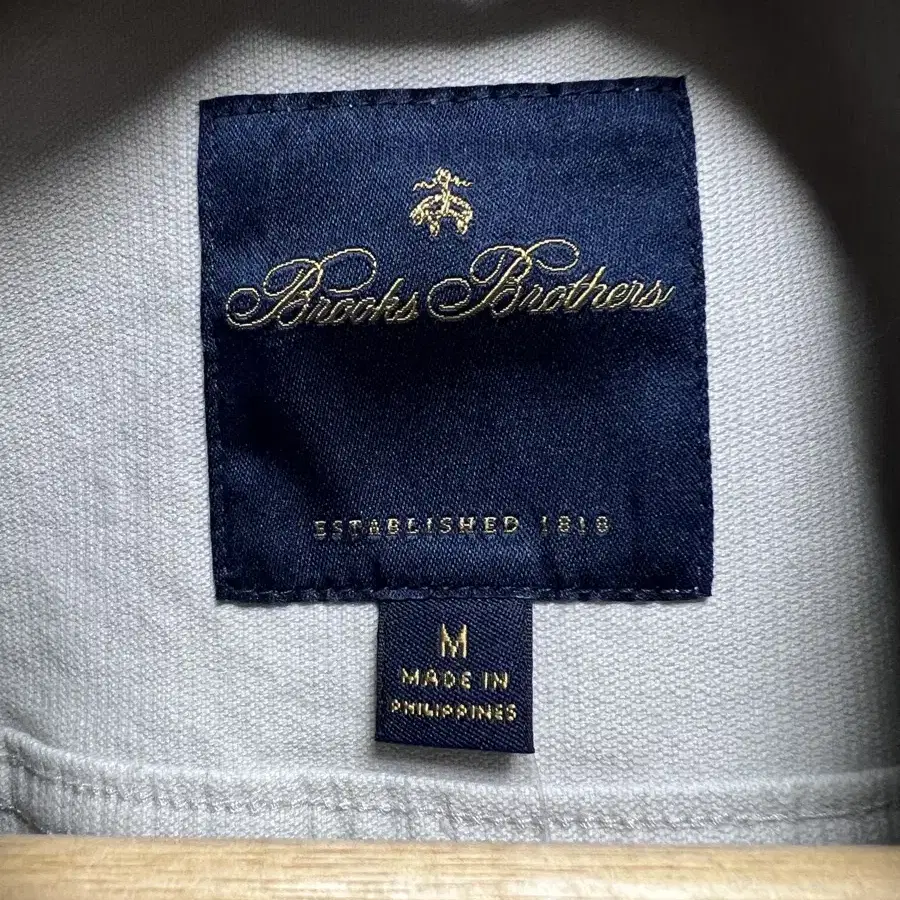 Brooks Brothers
ESTABLISHED 1818
M
MADE IN
PHILIPPINES